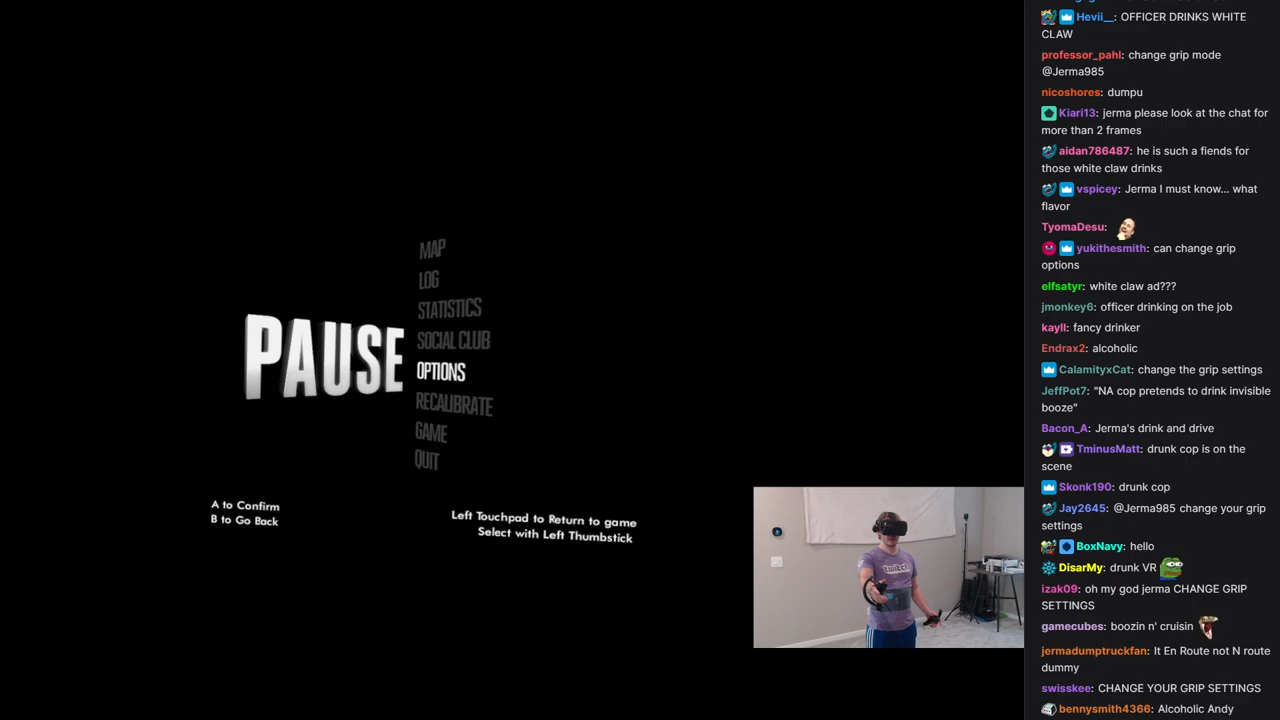 Hevii__: OFFICER DRINKS WHITE
CLAW
professor_pahl: change grip mode
@Jerma985
nicoshores: dumpu
Kiari13: jerma please look at the chat for
more than 2 frames
aidan786487: he is such a fiends for
those white claw drinks
vspicey: Jerma I must know... what
flavor
TyomaDesu:
yukithesmith: can change grip
options
elfsatyr: white claw ad???
jmonkey6: officer drinking on the job
kayll: fancy drinker
Endrax2: alcoholic
CalamityxCat: change the grip settings
JeffPot7: "NA cop pretends to drink invisible
booze"
Bacon_A: Jerma's drink and drive
TminusMatt: drunk cop is on the
scene
Skonk190: drunk cop
Jay2645: @Jerma985 change your grip
settings
BoxNavy: hello
DisarMy: drunk VR
izak09: oh my god jerma CHANGE GRIP
SETTINGS
gamecubes: boozin n' cruisin
jermadumptruckfan: It En Route not N route
dummy
swisskee: CHANGE YOUR GRIP SETTINGS
bennysmith4366: Alcoholic Andy
PAUSE
MAP
LOG
STATISTICS
SOCIAL CLUB
OPTIONS
RECALIBRATE
GAME
QUIT
A to Confirm
B to Go Back
Left Touchpad to Return to game
Select with Left Thumbstick
twitch